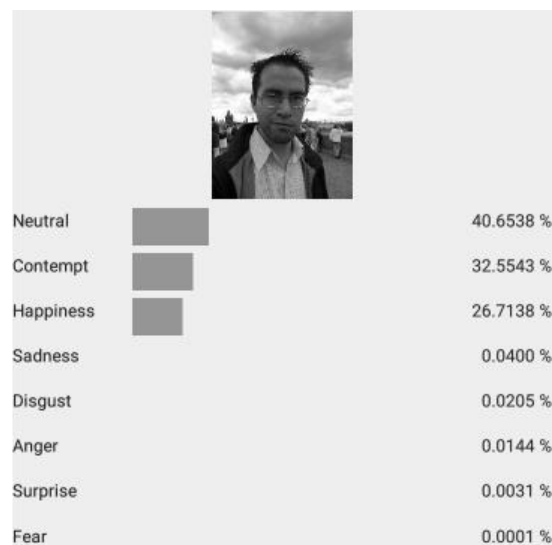 Neutral 40.6538 %
Contempt 32.5543 %
Happiness 26.7138 %
Sadness 0.0400 %
Disgust 0.0205 %
Anger 0.0144 %
Surprise 0.0031 %
Fear 0.0001 %